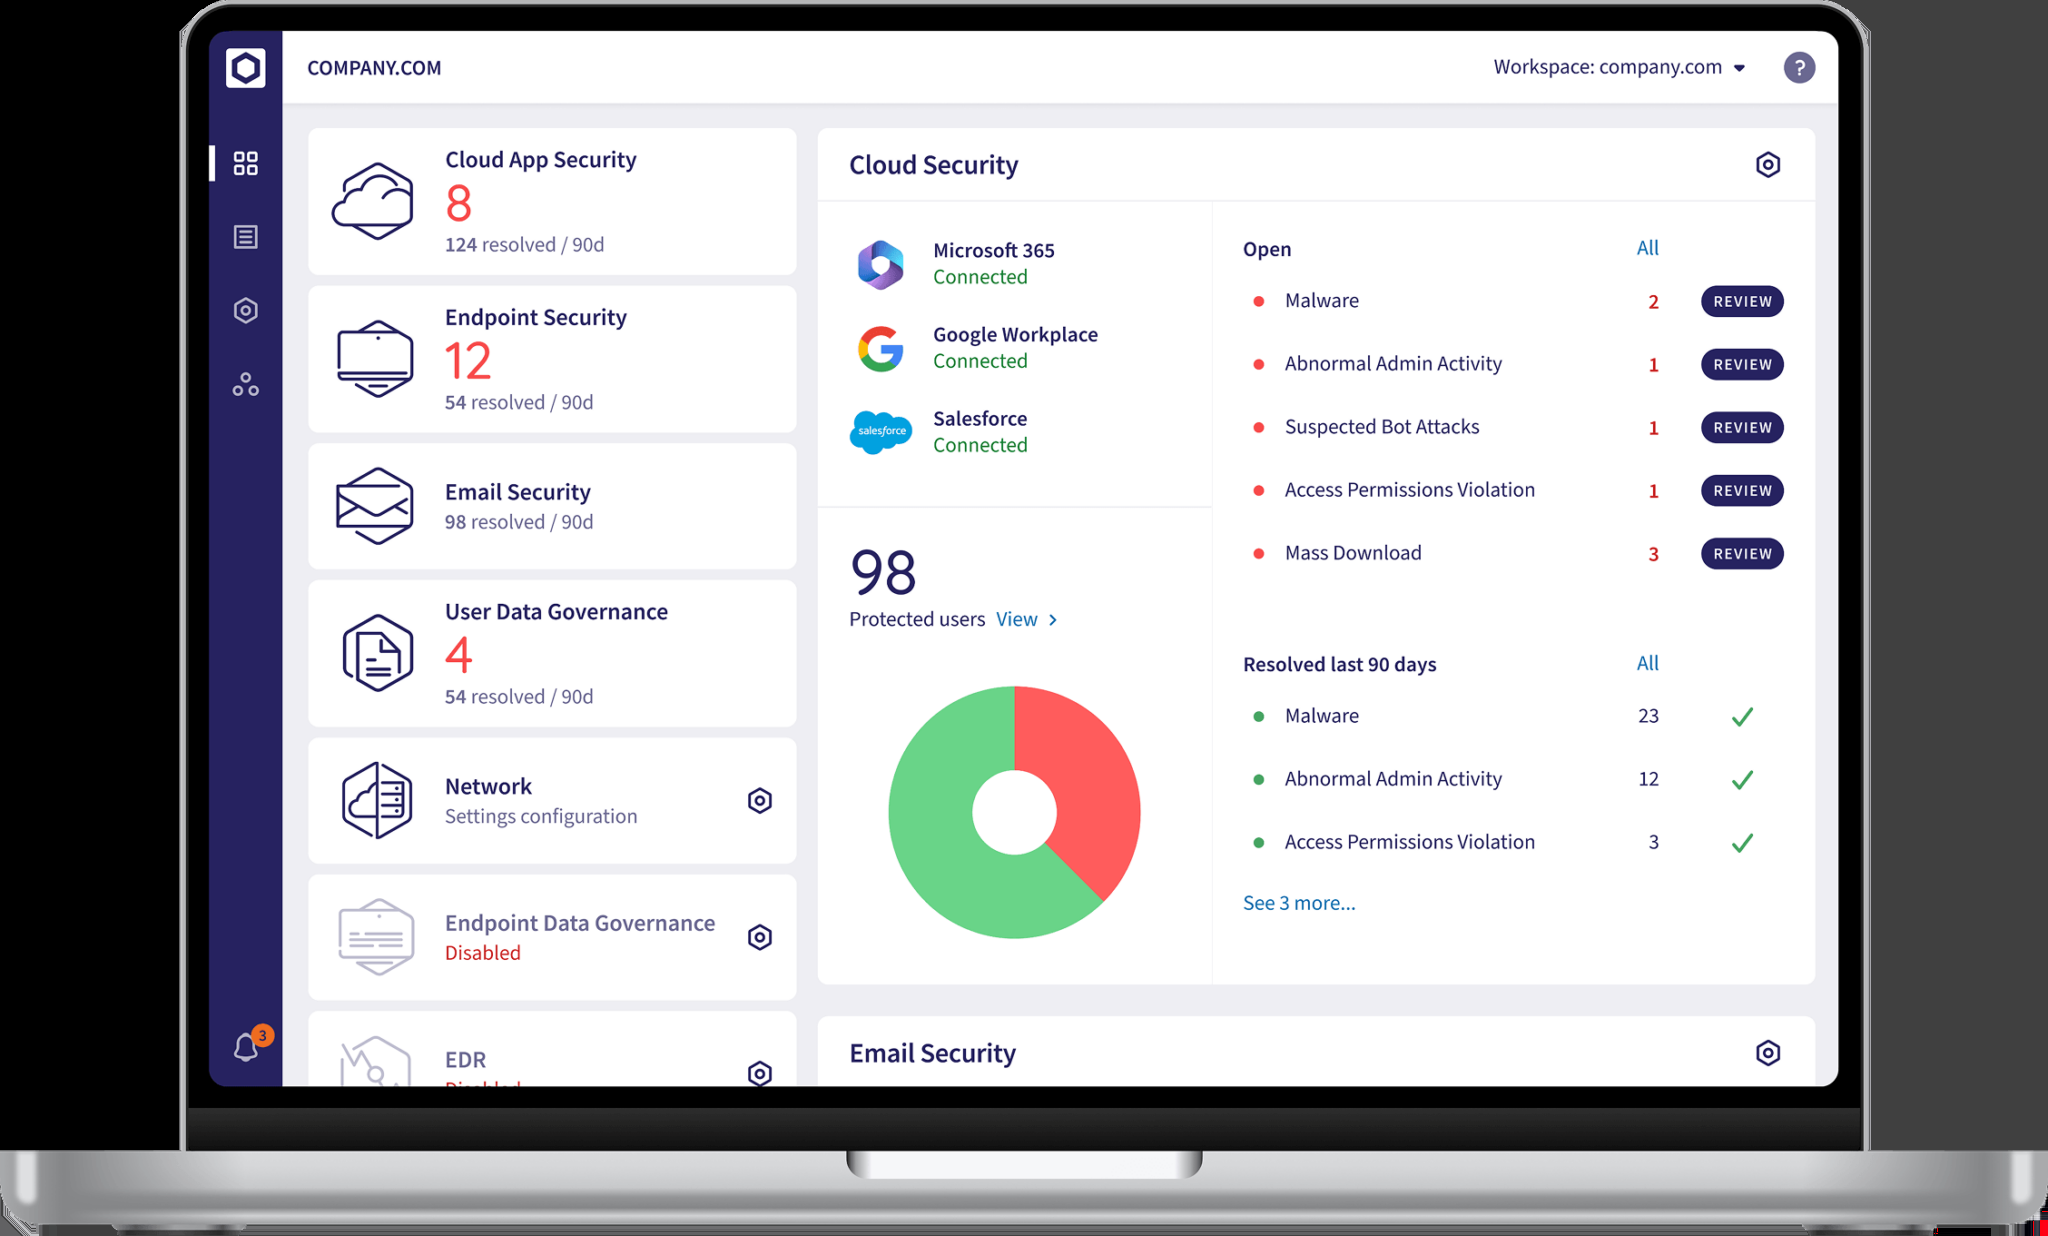 COMPANY.COM
Workspace: company.com
?
Cloud App Security
8
124 resolved / 90d
Endpoint Security
12
54 resolved / 90d
Email Security
98 resolved / 90d
User Data Governance
4
54 resolved / 90d
Network
Settings configuration
Endpoint Data Governance
Disabled
EDR
Disabled
3
Cloud Security
Microsoft 365
Connected
Google Workplace
Connected
salesforce
Salesforce
Connected
98
Protected users View >
Open All
Malware 2 REVIEW
Abnormal Admin Activity 1 REVIEW
Suspected Bot Attacks 1 REVIEW
Access Permissions Violation 1 REVIEW
Mass Download 3 REVIEW
Resolved last 90 days All
Malware 23
Abnormal Admin Activity 12
Access Permissions Violation 3
See 3 more...
Email Security